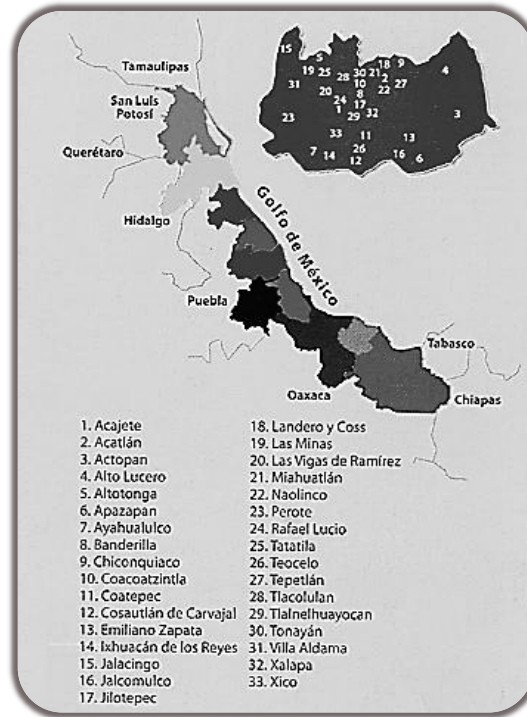 Tamaulipas
San Luis
Potosí
Querétaro
Hidalgo
Puebla
Golfo de México
Tabasco
Oaxaca
Chiapas
15
5
18
9
4
19
25
28
30
21
2
27
31
10
22
20
8
24
17
1
32
3
23
29
33
11
13
7
14
26
16
6
12
1. Acajete
2. Acatlán
3. Actopan
4. Alto Lucero
5. Altotonga
6. Apazapan
7. Ayahualulco
8. Banderilla
9. Chiconquiaco
10. Coacoatzintla
11. Coatepec
12. Cosautlán de Carvajal
13. Emiliano Zapata
14. Ixhuacán de los Reyes
15. Jalacingo
16. Jalcomulco
17. Jilotepec
18. Landero y Coss
19. Las Minas
20. Las Vigas de Ramírez
21. Miahuatlán
22. Naolinco
23. Perote
24. Rafael Lucio
25. Tatatila
26. Teocelo
27. Tepetlán
28. Tlacolulan
29. Tlalnelhuayocan
30. Tonayán
31. Villa Aldama
32. Xalapa
33. Xico